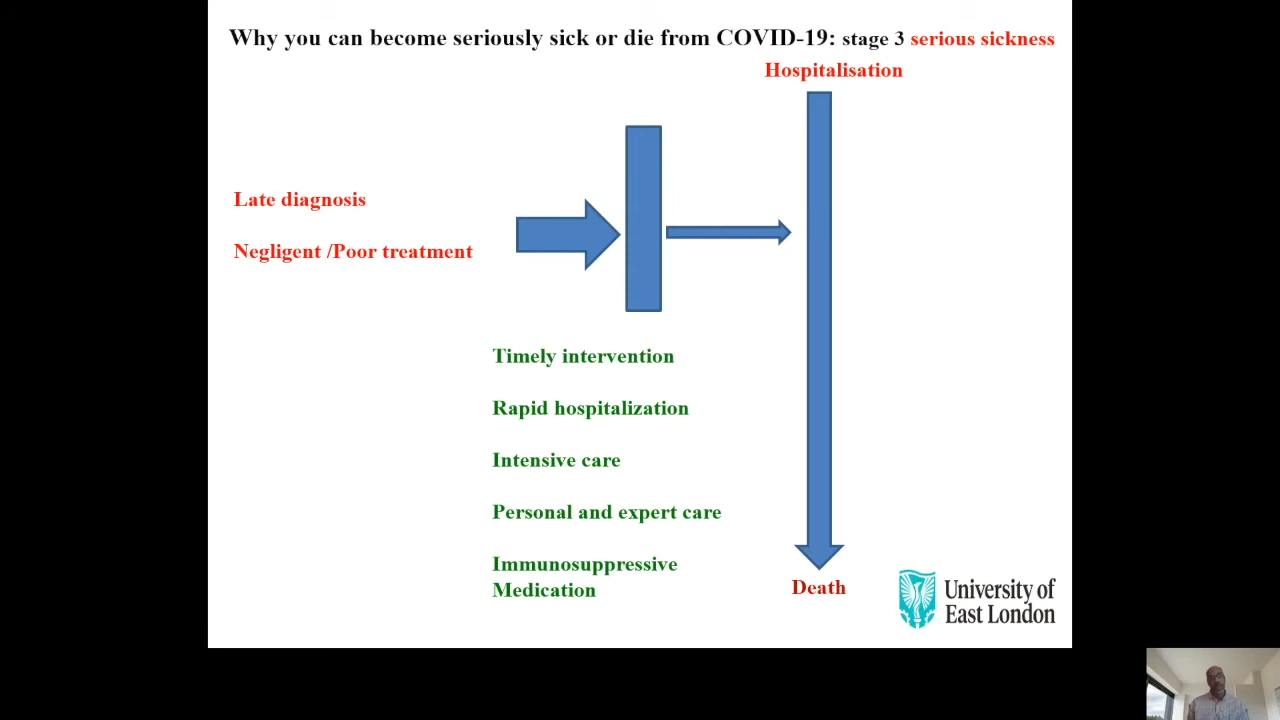 Why you can become seriously sick or die from COVID-19: stage 3 serious sickness
Hospitalisation
Late diagnosis
Negligent /Poor treatment
Timely intervention
Rapid hospitalization
Intensive care
Personal and expert care
Immunosuppressive
Medication
Death
University of
East London